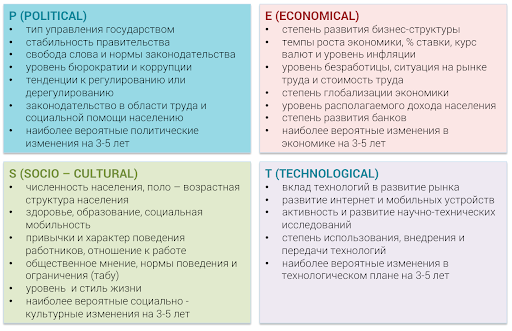 P (POLITICAL)
• тип управления государством
• стабильность правительства
• свобода слова и нормы законодательства
• уровень бюрократии и коррупции
• тенденции к регулированию или
дерегулированию
• законодательство в области труда и
социальной помощи населению
• наиболее вероятные политические
изменения на 3-5 лет
E (ECONOMICAL)
• степень развития бизнес-структуры
• темпы роста экономики, % ставки, курс
валют и уровень инфляции
• уровень безработицы, ситуация на рынке
труда и стоимость труда
• степень глобализации экономики
• уровень располагаемого дохода населения
• степень развития банков
• наиболее вероятные изменения в
экономике на 3-5 лет
S (SOCIO – CULTURAL)
• численность населения, поло – возрастная
структура населения
• здоровье, образование, социальная
мобильность
• привычки и характер поведения
работников, отношение к работе
• общественное мнение, нормы поведения и
ограничения (табу)
• уровень и стиль жизни
• наиболее вероятные социально -
культурные изменения на 3-5 лет
T (TECHNOLOGICAL)
• вклад технологий в развитие рынка
• развитие интернет и мобильных устройств
• активность и развитие научно-технических
исследований
• степень использования, внедрения и
передачи технологий
• наиболее вероятные изменения в
технологическом плане на 3-5 лет